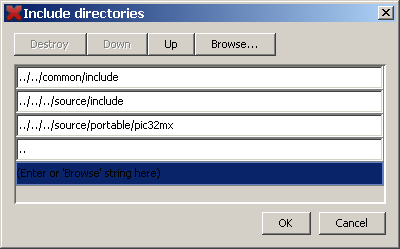 Include directories
Destroy Down Up Browse...
../../common/include
../../../source/include
../../../source/portable/pic32mx
..
(Enter or 'Browse' string here)
OK Cancel